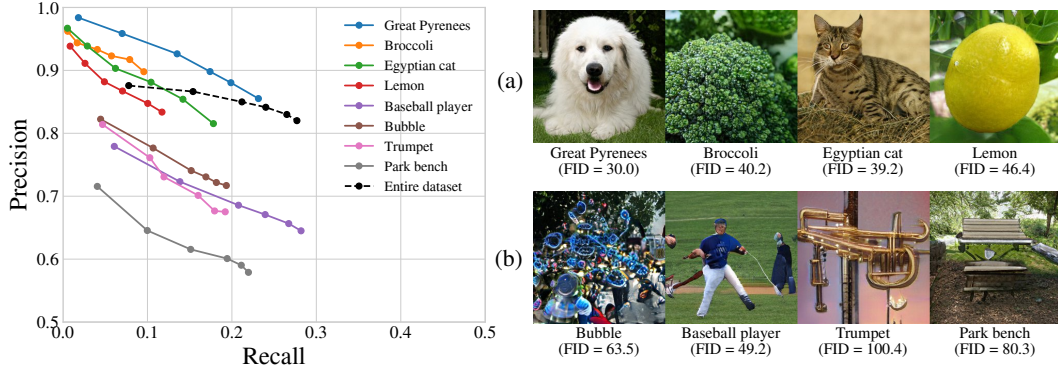 1.0
0.9
0.8
0.7
0.6
0.5
0.0
0.1
0.2
0.3
0.4
0.5
Precision
Recall
Great Pyrenees
Broccoli
Egyptian cat
Lemon
Baseball player
Bubble
Trumpet
Park bench
Entire dataset
(a)
Great Pyrenees
(FID = 30.0)
Broccoli
(FID = 40.2)
Egyptian cat
(FID = 39.2)
Lemon
(FID = 46.4)
(b)
Bubble
(FID = 63.5)
Baseball player
(FID = 49.2)
Trumpet
(FID = 100.4)
Park bench
(FID = 80.3)